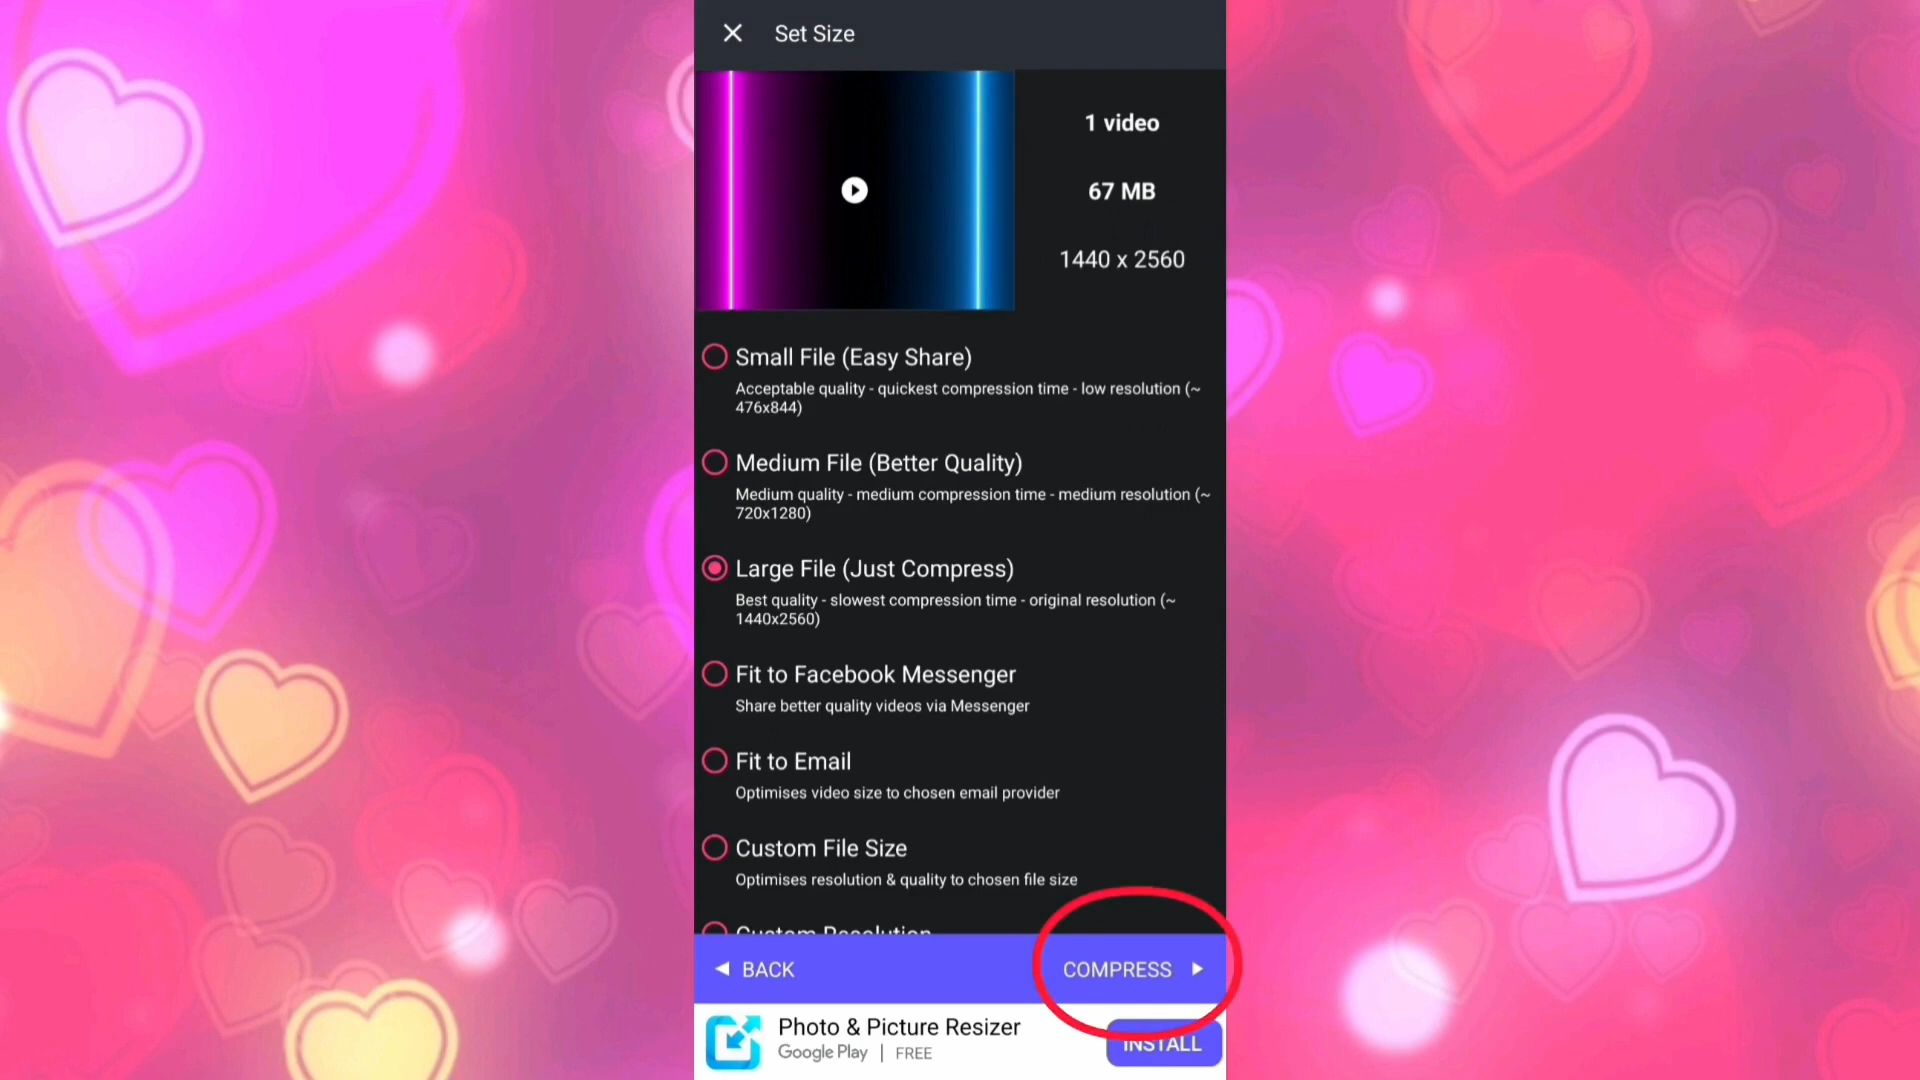 Set Size
1 video
67 MB
1440 x 2560
Small File (Easy Share)
Acceptable quality - quickest compression time - low resolution (~
476x844)
Medium File (Better Quality)
Medium quality - medium compression time - medium resolution (~
720x1280)
Large File (Just Compress)
Best quality - slowest compression time - original resolution (~
1440x2560)
Fit to Facebook Messenger
Share better quality videos via Messenger
Fit to Email
Optimises video size to chosen email provider
Custom File Size
Optimises resolution & quality to chosen file size
Custom Resolution
BACK
COMPRESS
Photo & Picture Resizer
Google Play | FREE
INSTALL